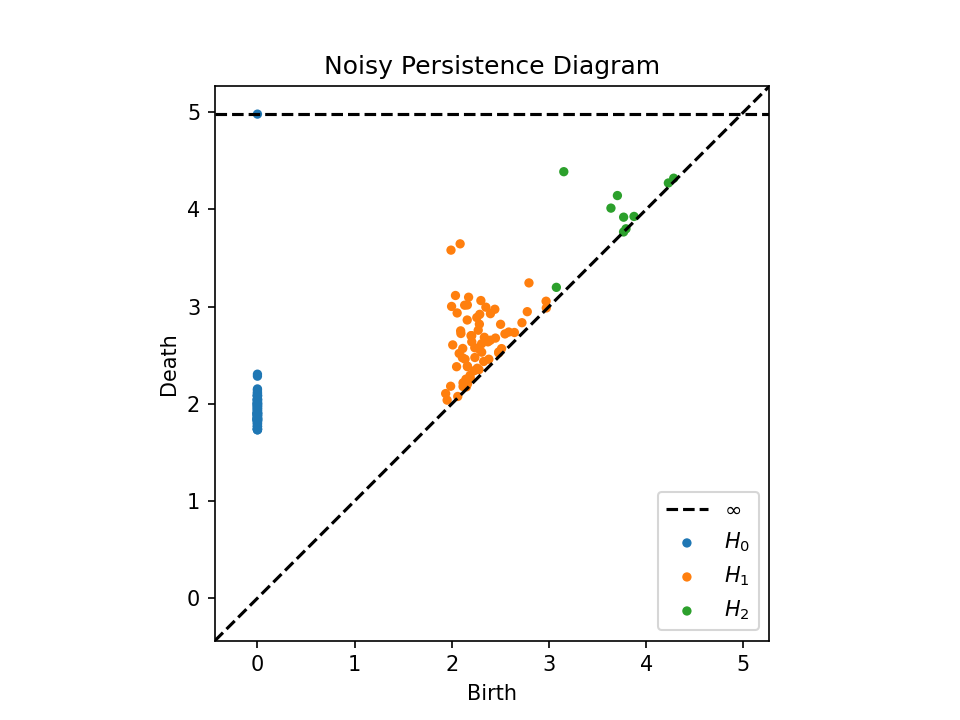 Noisy Persistence Diagram
Death
5
4
3
2
1
0
0 1 2 3 4 5
Birth
∞
H₀
H₁
H₂